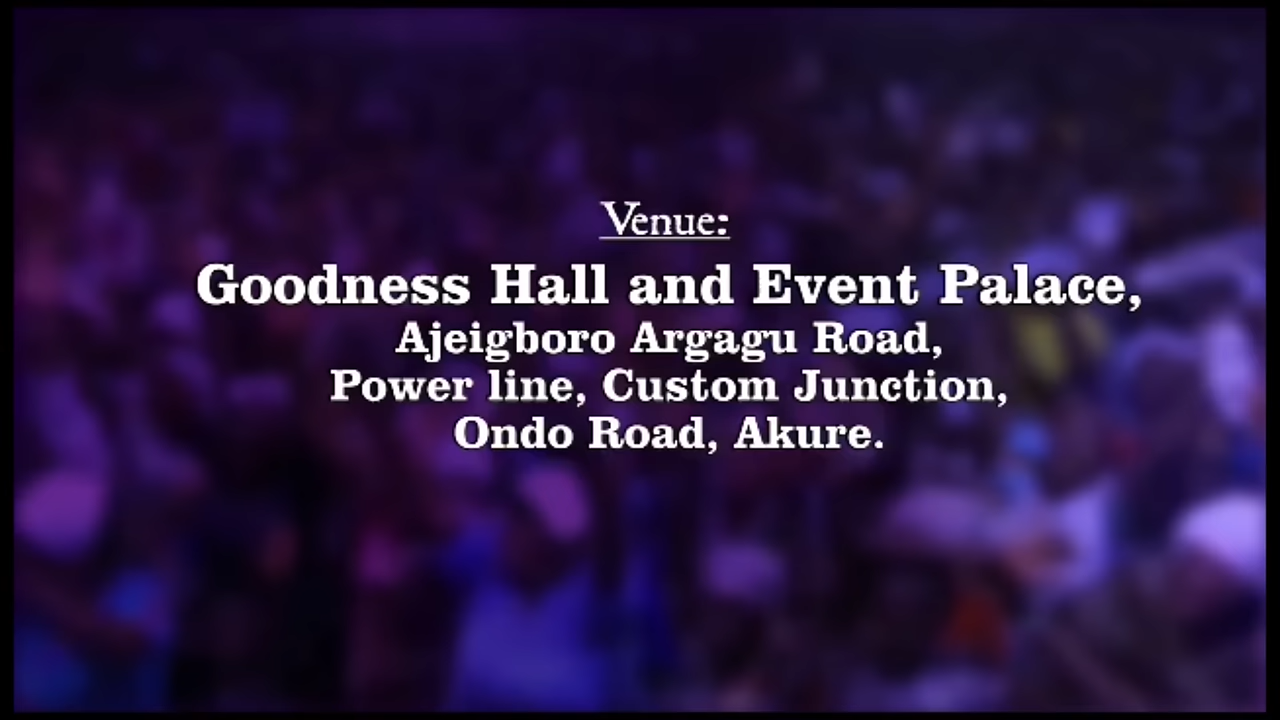 Venue:
Goodness Hall and Event Palace,
Ajeigboro Argagu Road,
Power line, Custom Junction,
Ondo Road, Akure.